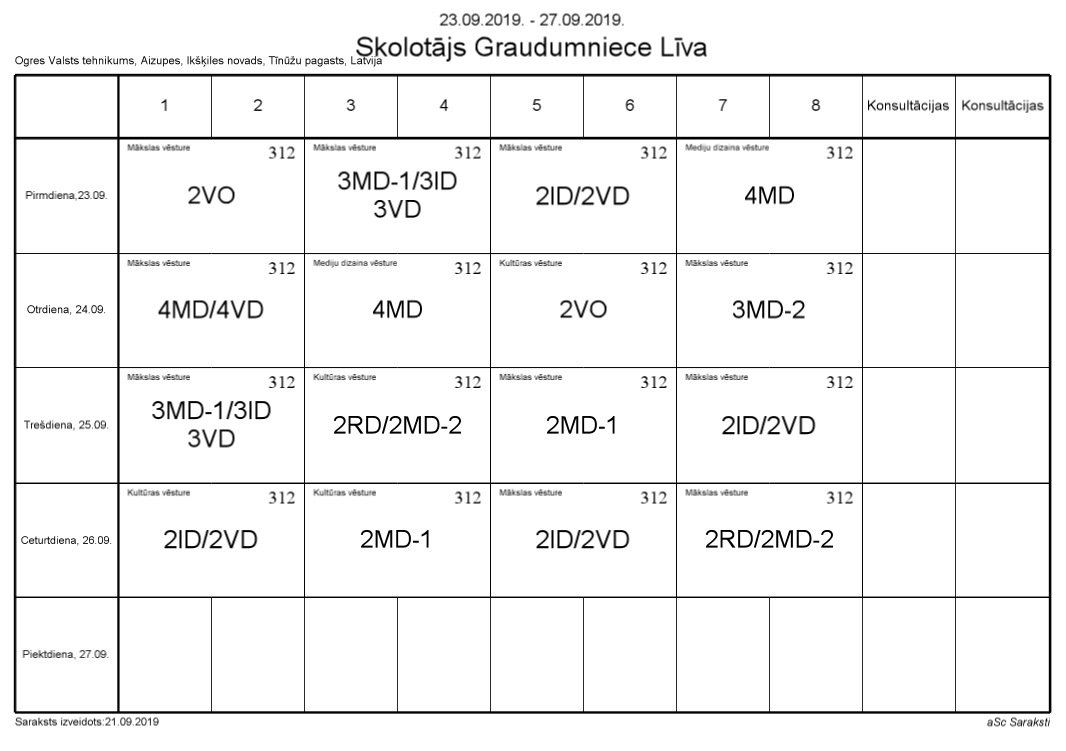 23.09.2019. - 27.09.2019.
Skolotājs Graudumniece Līva
Ogres Valsts tehnikums, Aizupes, Ikšķiles novads, Tīnūžu pagasts, Latvija
1 2 3 4 5 6 7 8 Konsultācijas Konsultācijas
Pirmdiena,23.09.
Mākslas vēsture 312
2VO
Mākslas vēsture 312
3MD-1/3ID
3VD
Mākslas vēsture 312
2ID/2VD
Mediju dizaina vēsture 312
4MD
Otrdiena, 24.09.
Mākslas vēsture 312
4MD/4VD
Mediju dizaina vēsture 312
4MD
Kultūras vēsture 312
2VO
Mākslas vēsture 312
3MD-2
Trešdiena, 25.09.
Mākslas vēsture 312
3MD-1/3ID
3VD
Kultūras vēsture 312
2RD/2MD-2
Mākslas vēsture 312
2MD-1
Mākslas vēsture 312
2ID/2VD
Ceturtdiena, 26.09.
Kultūras vēsture 312
2ID/2VD
Kultūras vēsture 312
2MD-1
Mākslas vēsture 312
2ID/2VD
Mākslas vēsture 312
2RD/2MD-2
Piektdiena, 27.09.
Saraksts izveidots:21.09.2019
aSc Saraksti